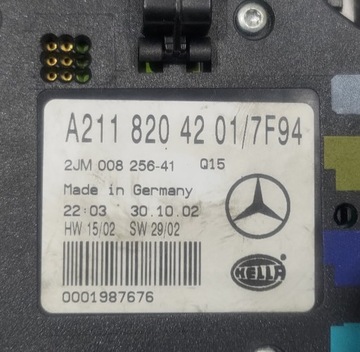 A211 820 42 01/7F94
2JM 008 256-41 Q15
Made in Germany
22:03 30.10.02
HW 15/02 SW 29/02
HELLA
0001987676